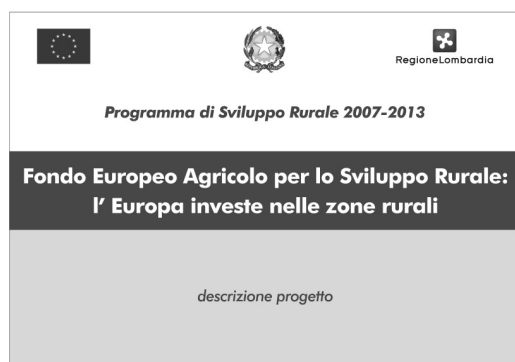 RegioneLombardia
Programma di Sviluppo Rurale 2007-2013
Fondo Europeo Agricolo per lo Sviluppo Rurale:
l' Europa investe nelle zone rurali
descrizione progetto